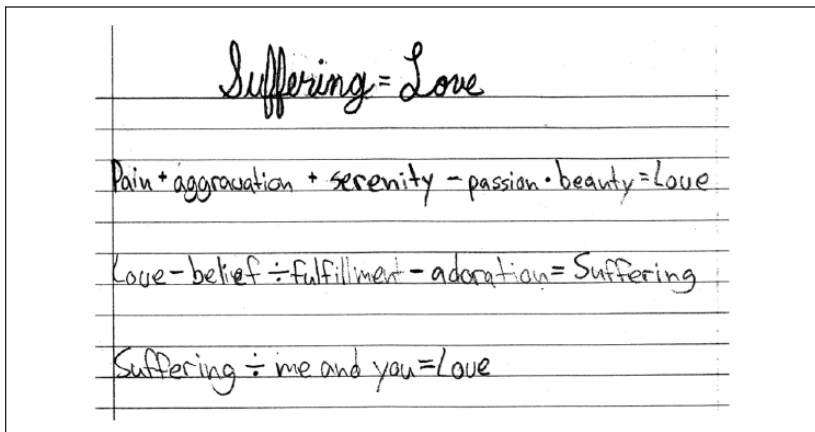 Suffering = Love
Pain + aggravation + serenity - passion · beauty = Love
Love - belief ÷ fulfillment - adoration = Suffering
Suffering ÷ me and you = Love